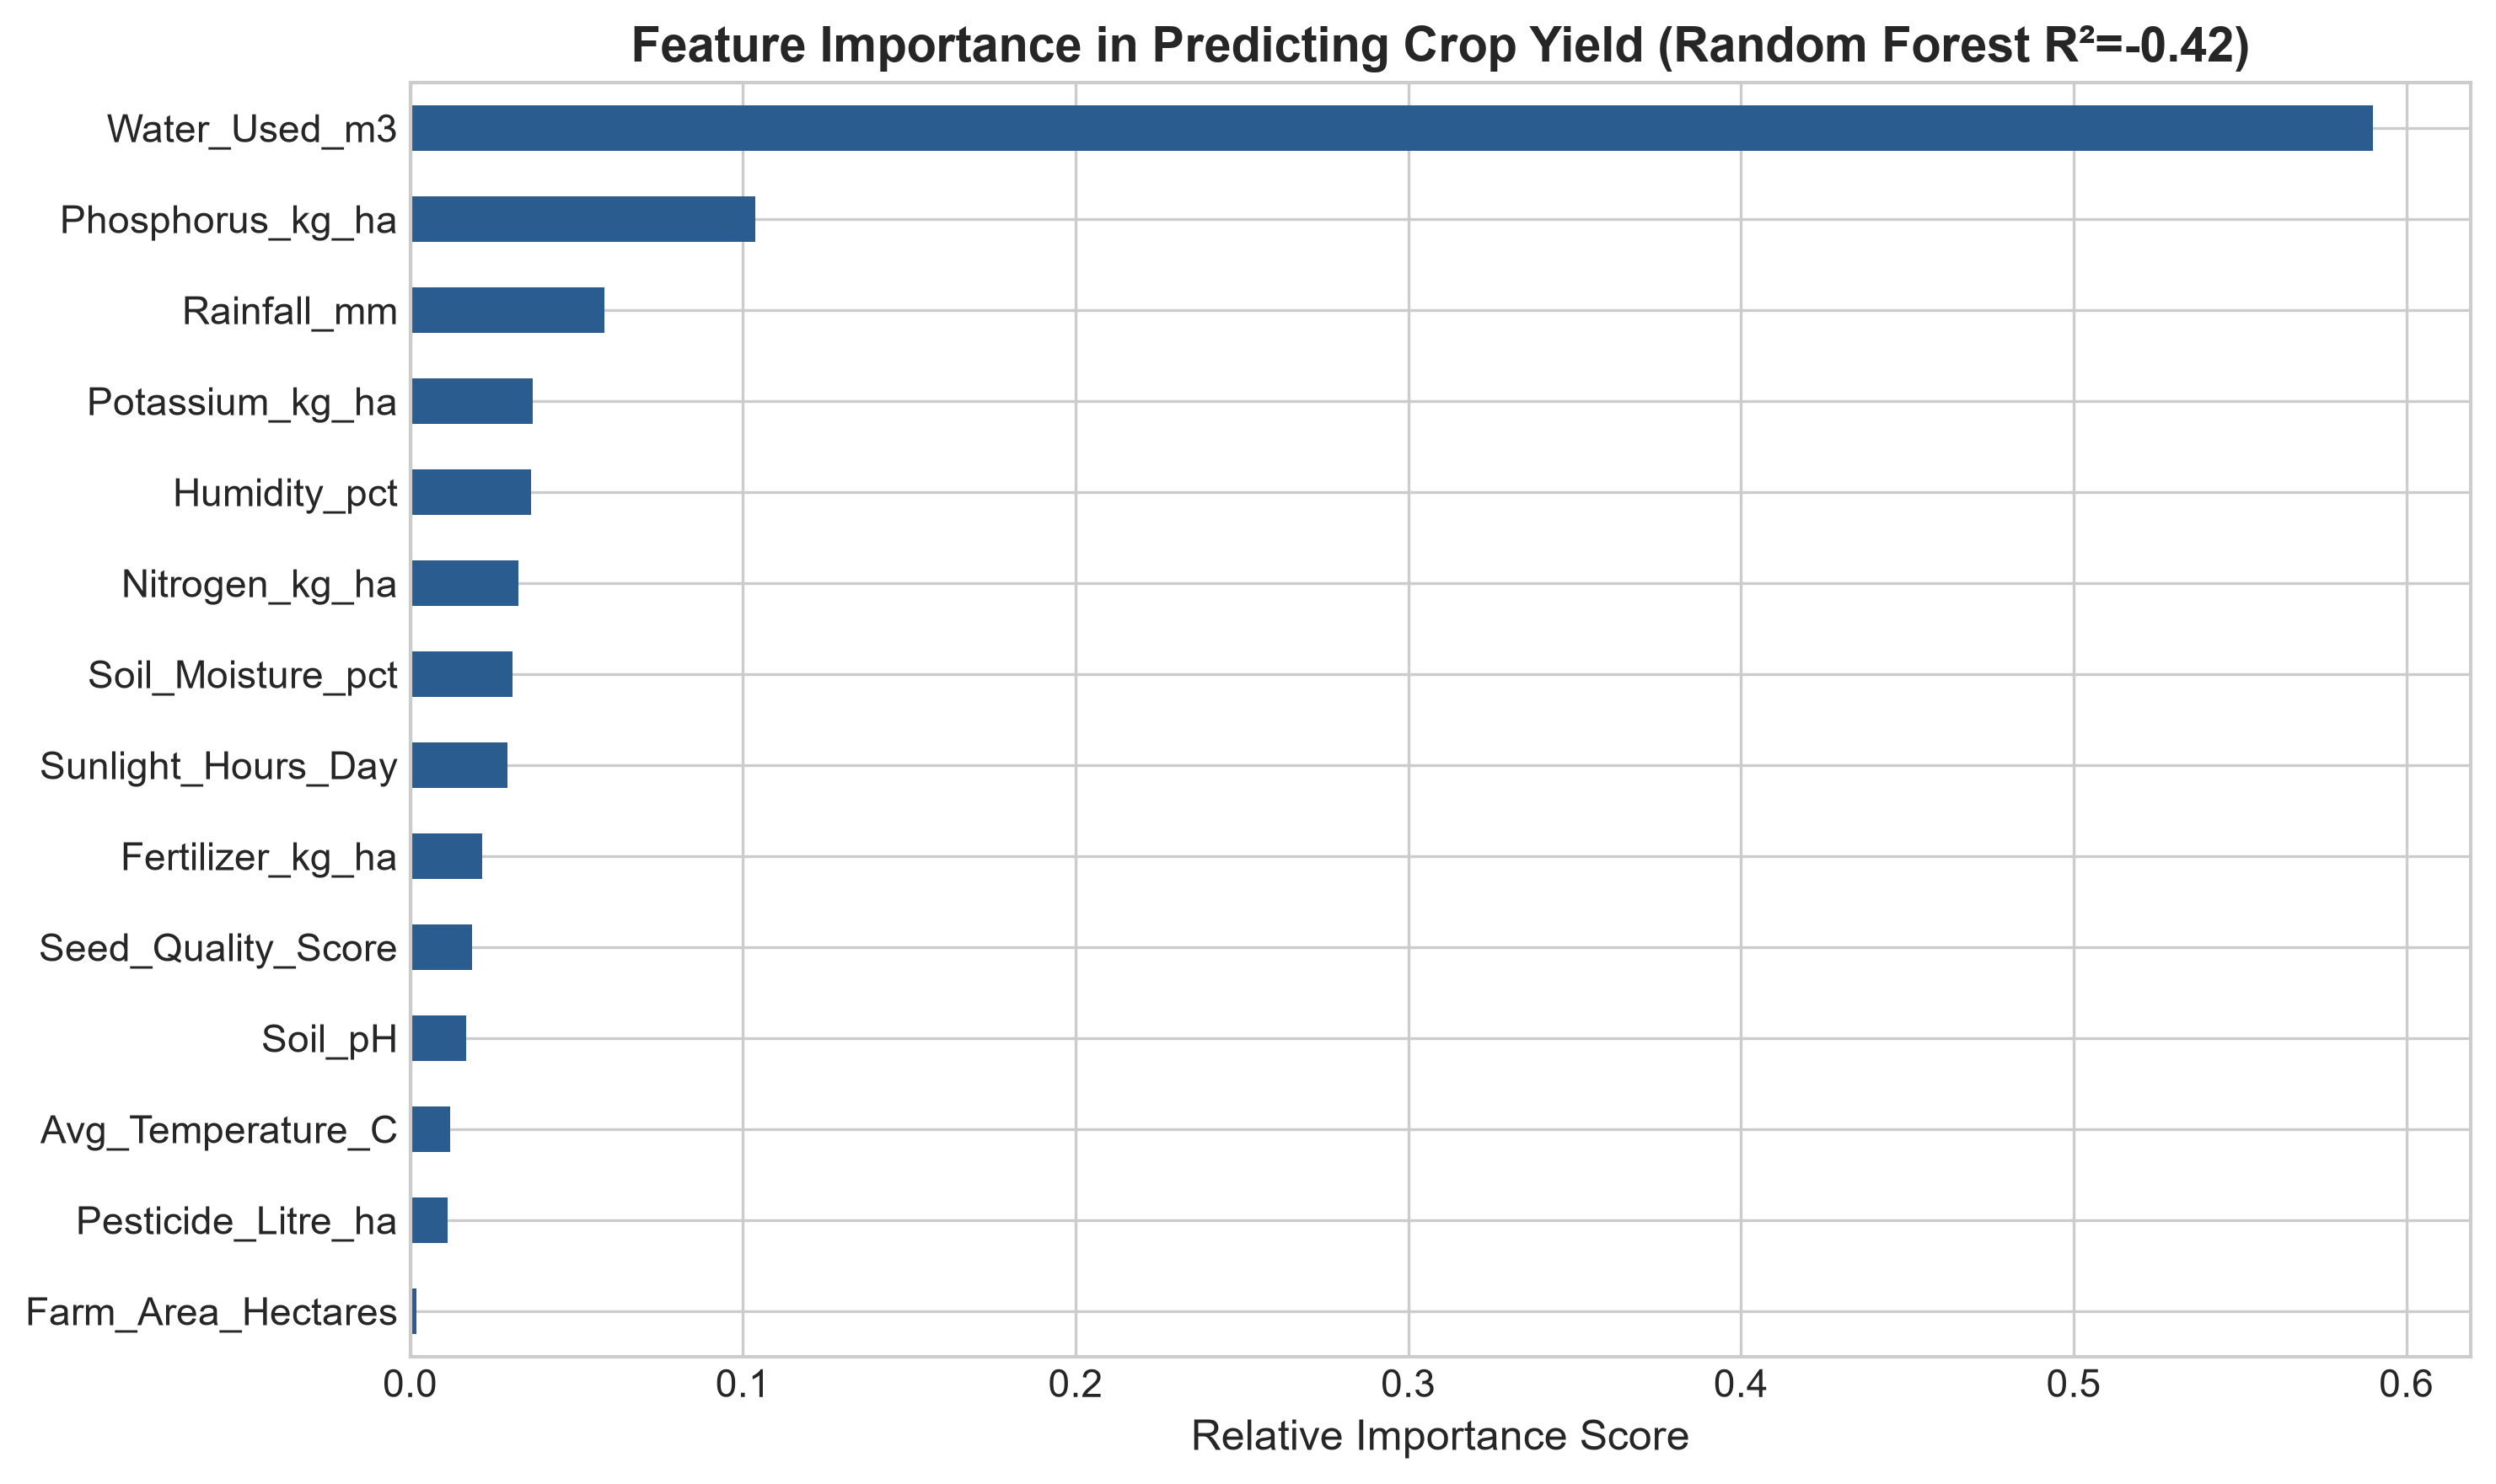 Feature Importance in Predicting Crop Yield (Random Forest R²=-0.42)
Water_Used_m3
Phosphorus_kg_ha
Rainfall_mm
Potassium_kg_ha
Humidity_pct
Nitrogen_kg_ha
Soil_Moisture_pct
Sunlight_Hours_Day
Fertilizer_kg_ha
Seed_Quality_Score
Soil_pH
Avg_Temperature_C
Pesticide_Litre_ha
Farm_Area_Hectares
0.0 0.1 0.2 0.3 0.4 0.5 0.6
Relative Importance Score